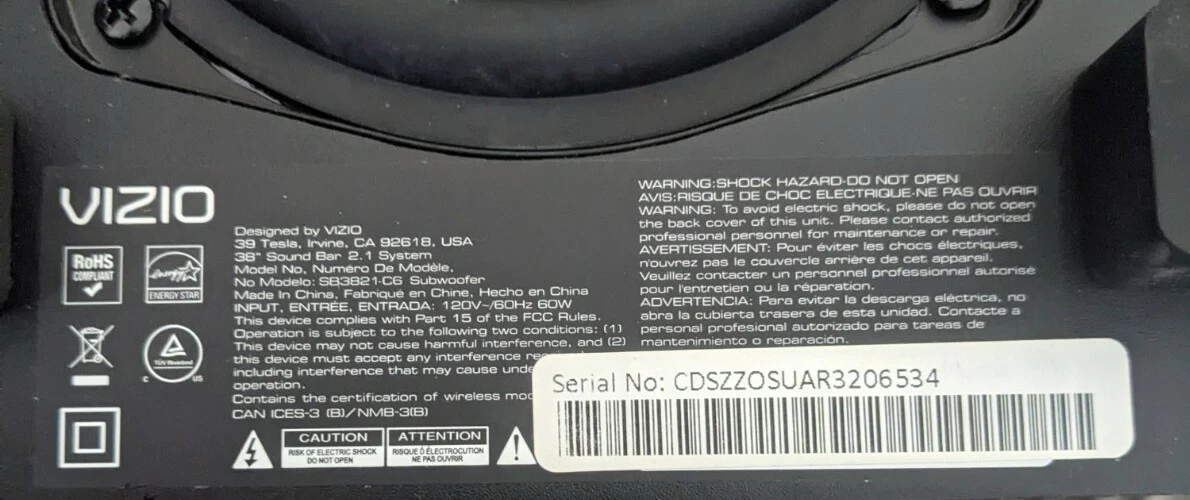 VIZIO
RoHS
COMPLIANT
energy
ENERGY STAR
TÜV Rheinland
C US
Designed by VIZIO
39 Tesla, Irvine, CA 92618, USA
38" Sound Bar 2.1 System
Model No, Numéro De Modèle,
No Modelo: SB3821-C6 Subwoofer
Made In China, Fabriqué en Chine, Hecho en China
INPUT, ENTRÉE, ENTRADA: 120V~/60Hz 60W
This device complies with Part 15 of the FCC Rules.
Operation is subject to the following two conditions: (1)
This device may not cause harmful interference, and (2)
this device must accept any interference
including interference that may cause
operation.
Contains the certification of wireless
CAN ICES-3 (B)/NMB-3(B)
CAUTION
RISK OF ELECTRIC SHOCK
DO NOT OPEN
ATTENTION
RISQUE D ÉLECTROCUTION
NE PAS OUVRIR
WARNING:SHOCK HAZARD-DO NOT OPEN
AVIS:RISQUE DE CHOC ELECTRIQUE-NE PAS OUVRIR
WARNING: To avoid electric shock, please do not open
the back cover of this unit. Please contact authorized
professional personnel for maintenance or repair.
AVERTISSEMENT: Pour éviter les chocs électriques,
n'ouvrez pas le couvercle arrière de cet appareil.
Veuillez contacter un personnel professionnel autorisé
pour l'entretien ou la réparation.
ADVERTENCIA: Para evitar la descarga eléctrica, no
abra la cubierta trasera de esta unidad. Contacte a
personal profesional autorizado para tareas de
mantenimiento o reparación.
Serial No: CDSZZOSUAR3206534